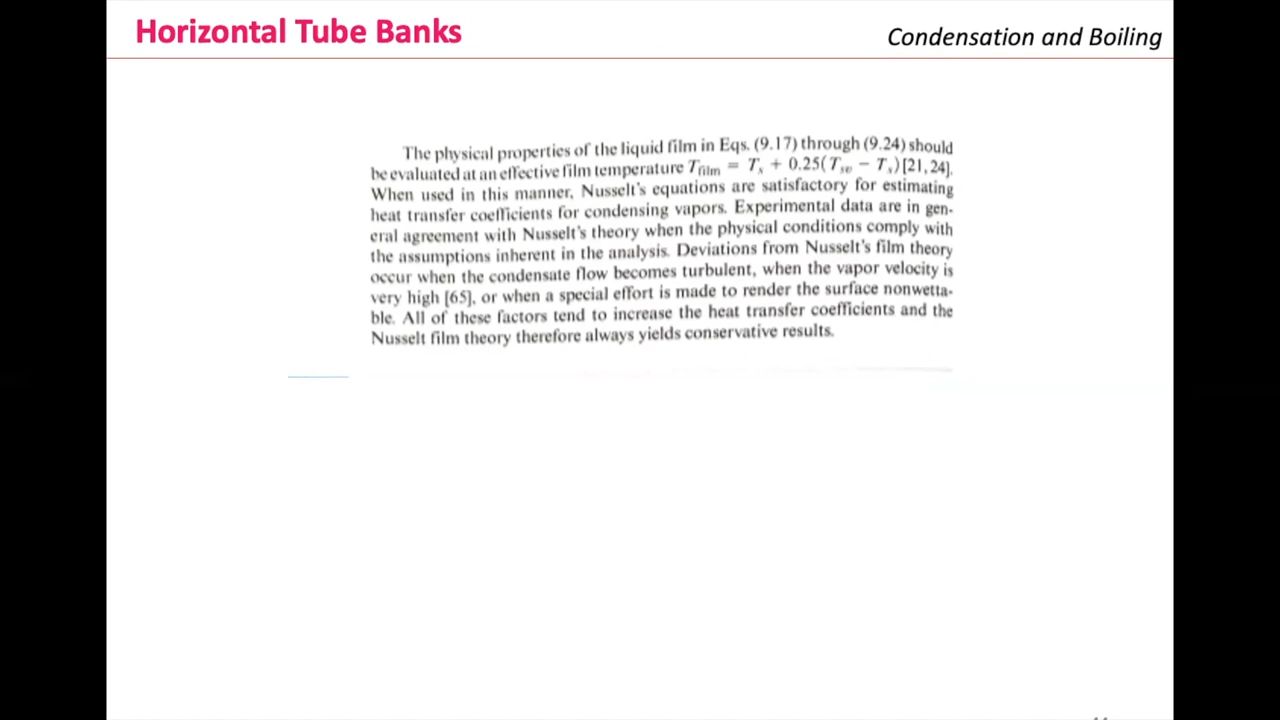 Horizontal Tube Banks
Condensation and Boiling
The physical properties of the liquid film in Eqs. (9.17) through (9.24) should
be evaluated at an effective film temperature Tfilm = Ts + 0.25(Tsv − Ts) [21,24].
When used in this manner, Nusselt's equations are satisfactory for estimating
heat transfer coefficients for condensing vapors. Experimental data are in gen-
eral agreement with Nusselt's theory when the physical conditions comply with
the assumptions inherent in the analysis. Deviations from Nusselt's film theory
occur when the condensate flow becomes turbulent, when the vapor velocity is
very high [65], or when a special effort is made to render the surface nonwetta-
ble. All of these factors tend to increase the heat transfer coefficients and the
Nusselt film theory therefore always yields conservative results.